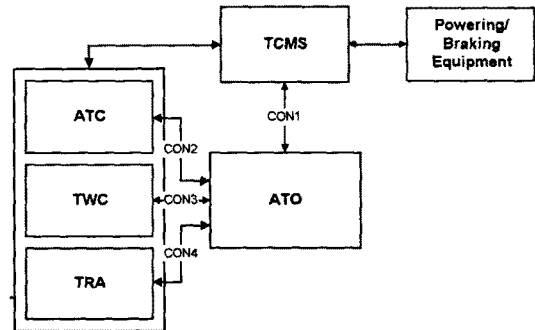 TCMS
Powering/
Braking
Equipment
ATC
CON1
CON2
TWC
CON3
ATO
CON4
TRA